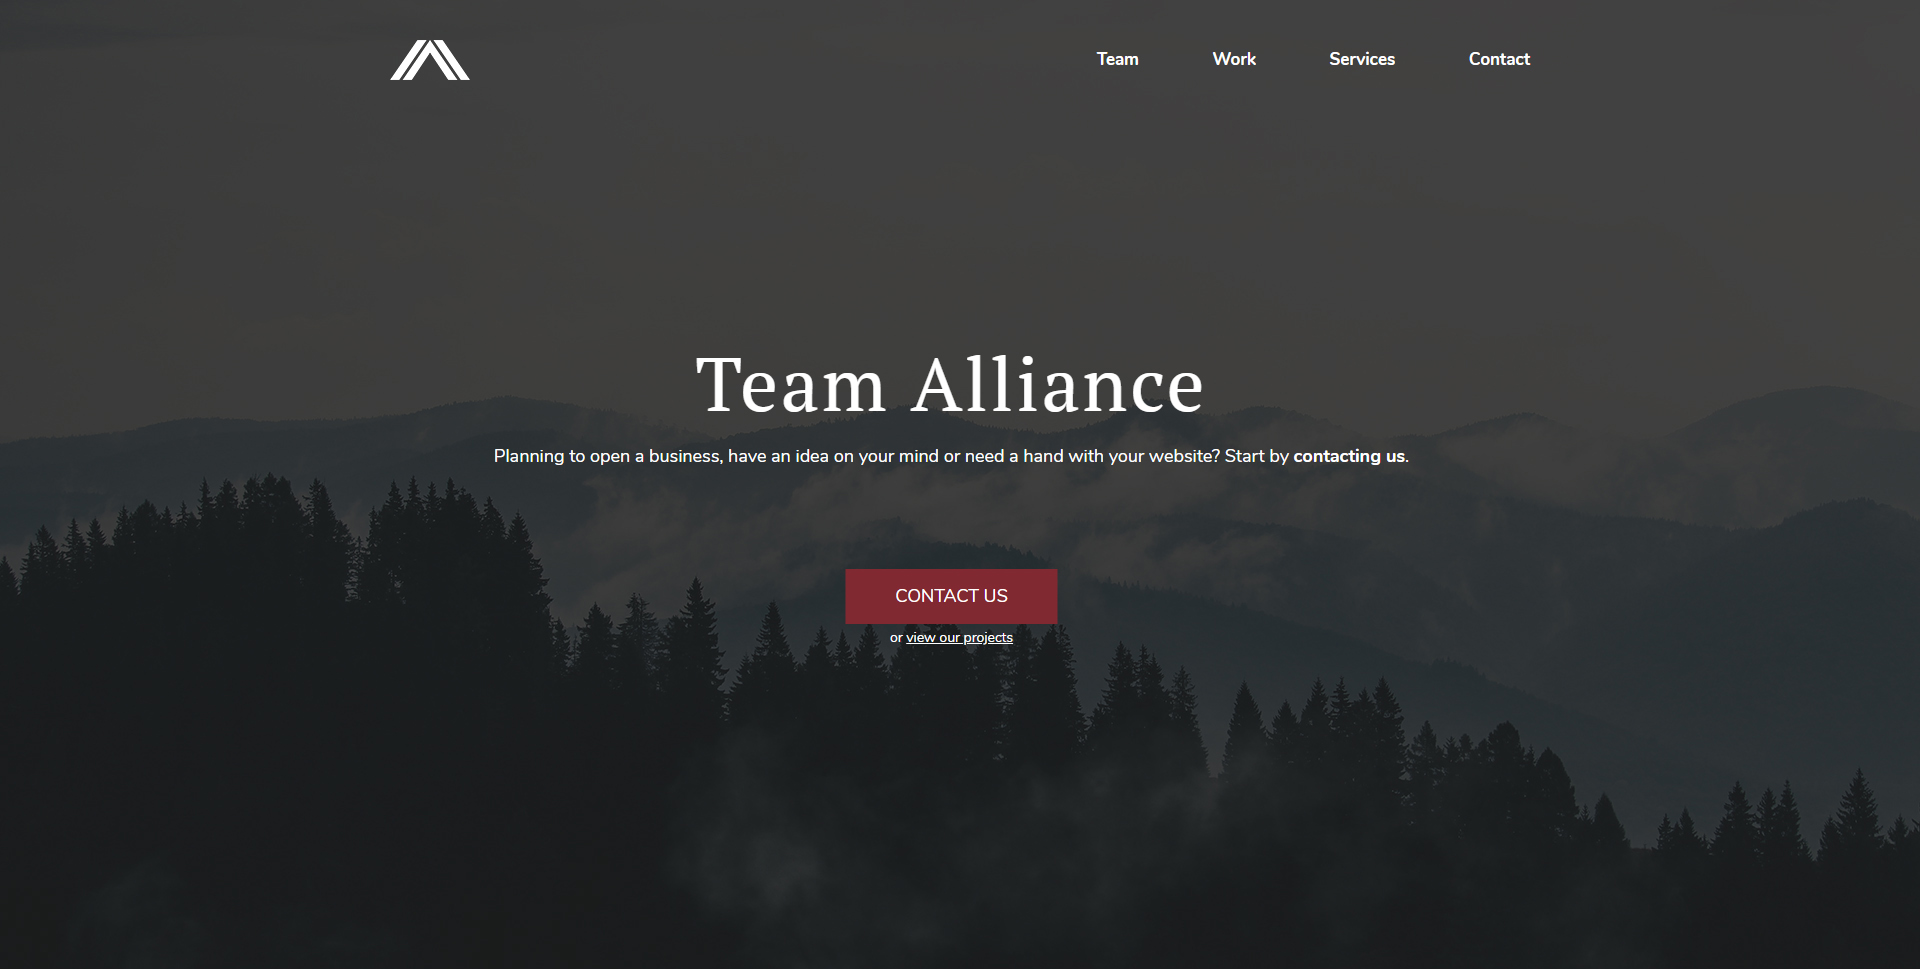 Team Work Services Contact
Team Alliance
Planning to open a business, have an idea on your mind or need a hand with your website? Start by contacting us.
CONTACT US
or view our projects